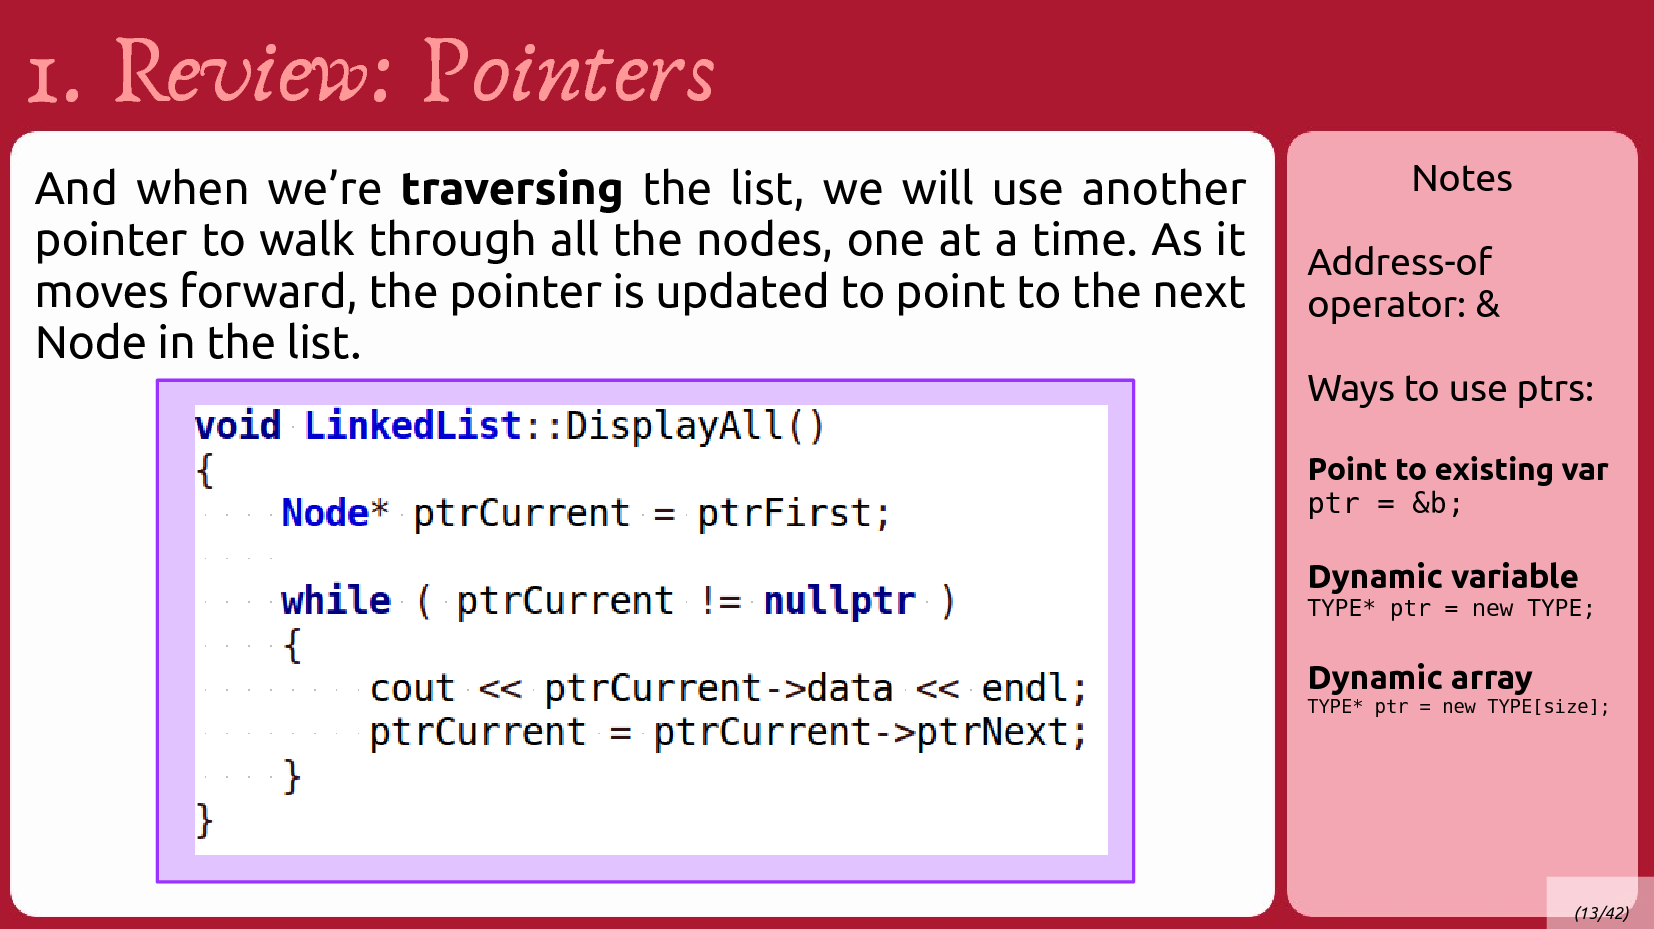 1. Review: Pointers
And when we’re traversing the list, we will use another
pointer to walk through all the nodes, one at a time. As it
moves forward, the pointer is updated to point to the next
Node in the list.
void LinkedList::DisplayAll()
{
    Node* ptrCurrent = ptrFirst;

    while ( ptrCurrent != nullptr )
    {
        cout << ptrCurrent->data << endl;
        ptrCurrent = ptrCurrent->ptrNext;
    }
}
Notes
Address-of
operator: &
Ways to use ptrs:
Point to existing var
ptr = &b;
Dynamic variable
TYPE* ptr = new TYPE;
Dynamic array
TYPE* ptr = new TYPE[size];
(13/42)